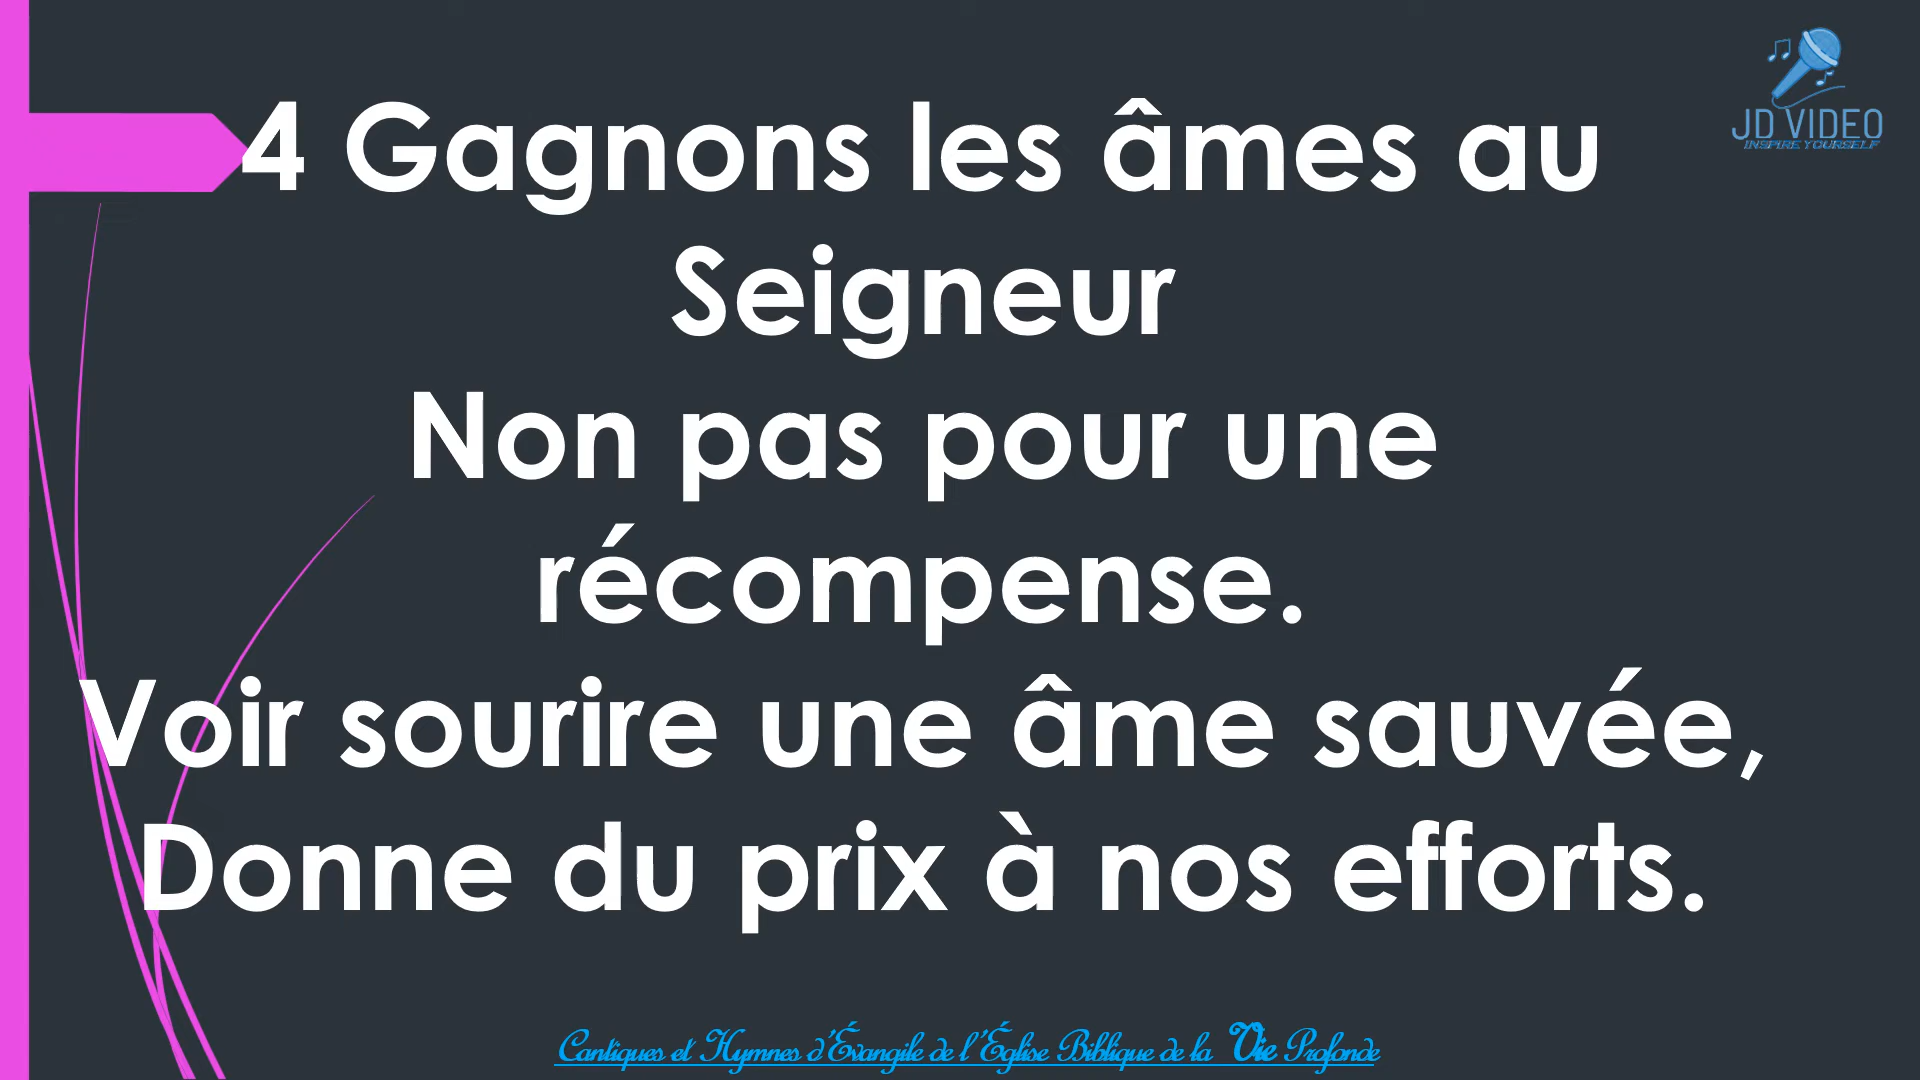 JD VIDEO
INSPIRE YOURSELF
4 Gagnons les âmes au
Seigneur
Non pas pour une
récompense.
Voir sourire une âme sauvée,
Donne du prix à nos efforts.
Cantiques et Hymnes d'Évangile de l'Église Biblique de la Vie Profonde